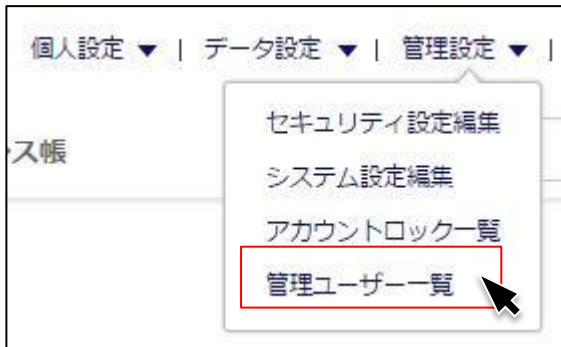 個人設定 ▼ | データ設定 ▼ | 管理設定 ▼ |
ス帳
セキュリティ設定編集
システム設定編集
アカウントロック一覧
管理ユーザー一覧